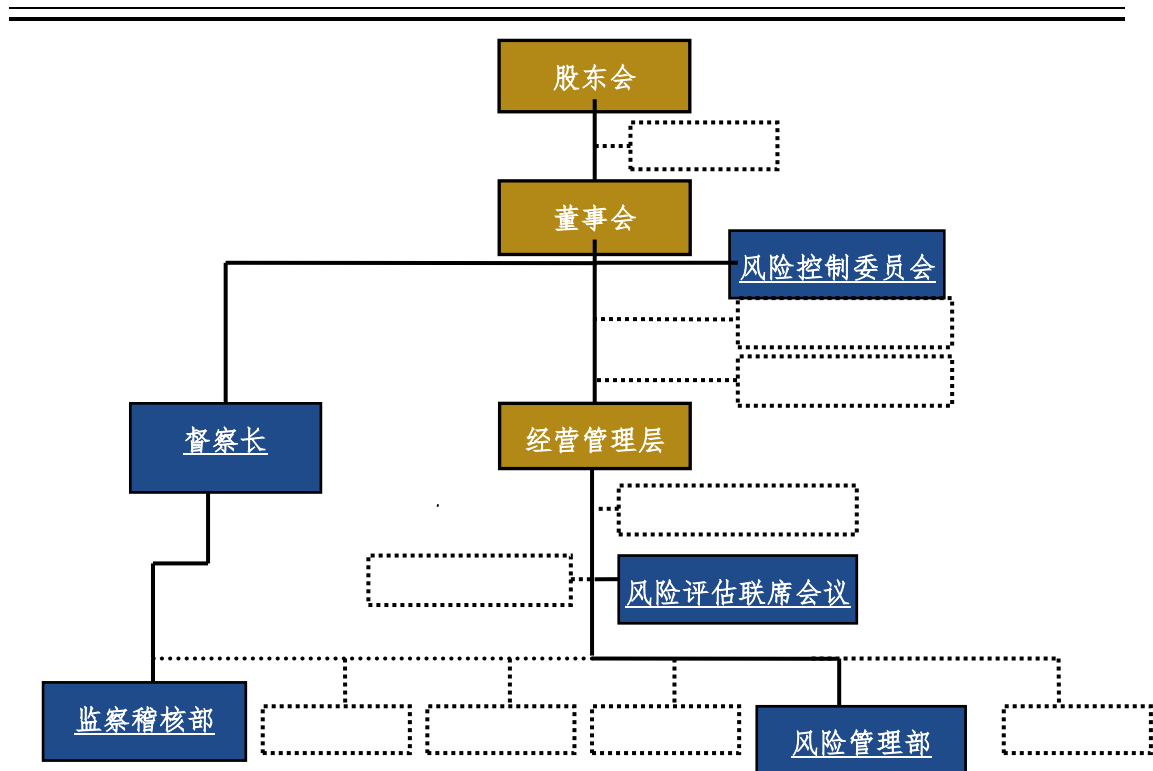 股东会
董事会
风险控制委员会
督察长
经营管理层
风险评估联席会议
监察稽核部
风险管理部